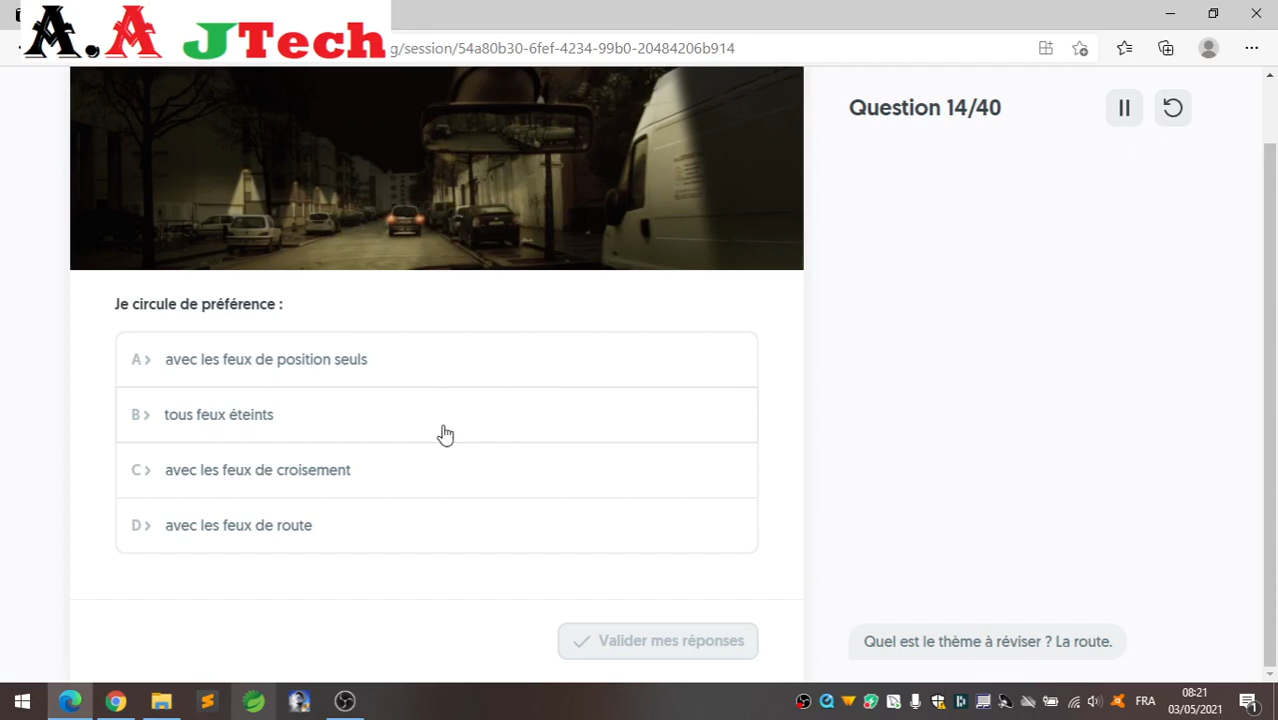 A.A JTech
g/session/54a80b30-6fef-4234-99b0-20484206b914
Question 14/40
Je circule de préférence :
A avec les feux de position seuls
B tous feux éteints
C avec les feux de croisement
D avec les feux de route
Valider mes réponses
Quel est le thème à réviser ? La route.
FRA
08:21
03/05/2021
1